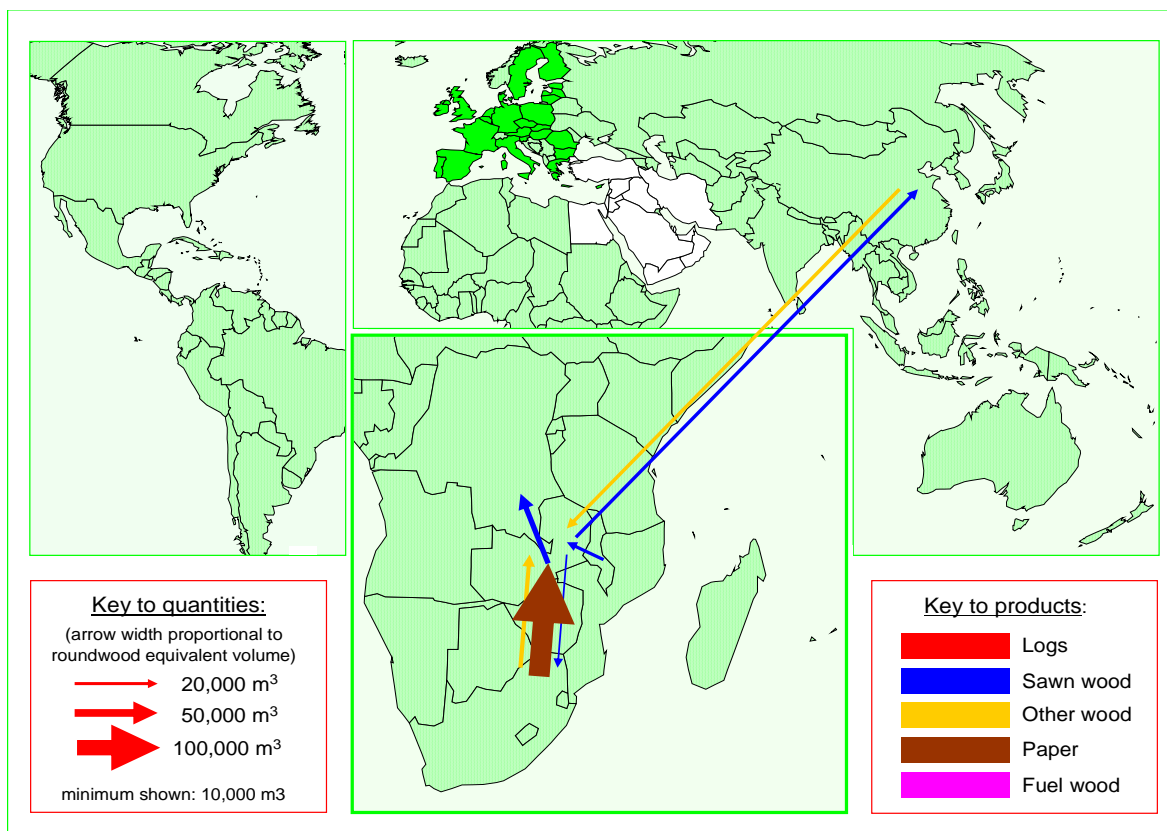 Key to quantities:
(arrow width proportional to
roundwood equivalent volume)
20,000 m³
50,000 m³
100,000 m³
minimum shown: 10,000 m3
Key to products:
Logs
Sawn wood
Other wood
Paper
Fuel wood